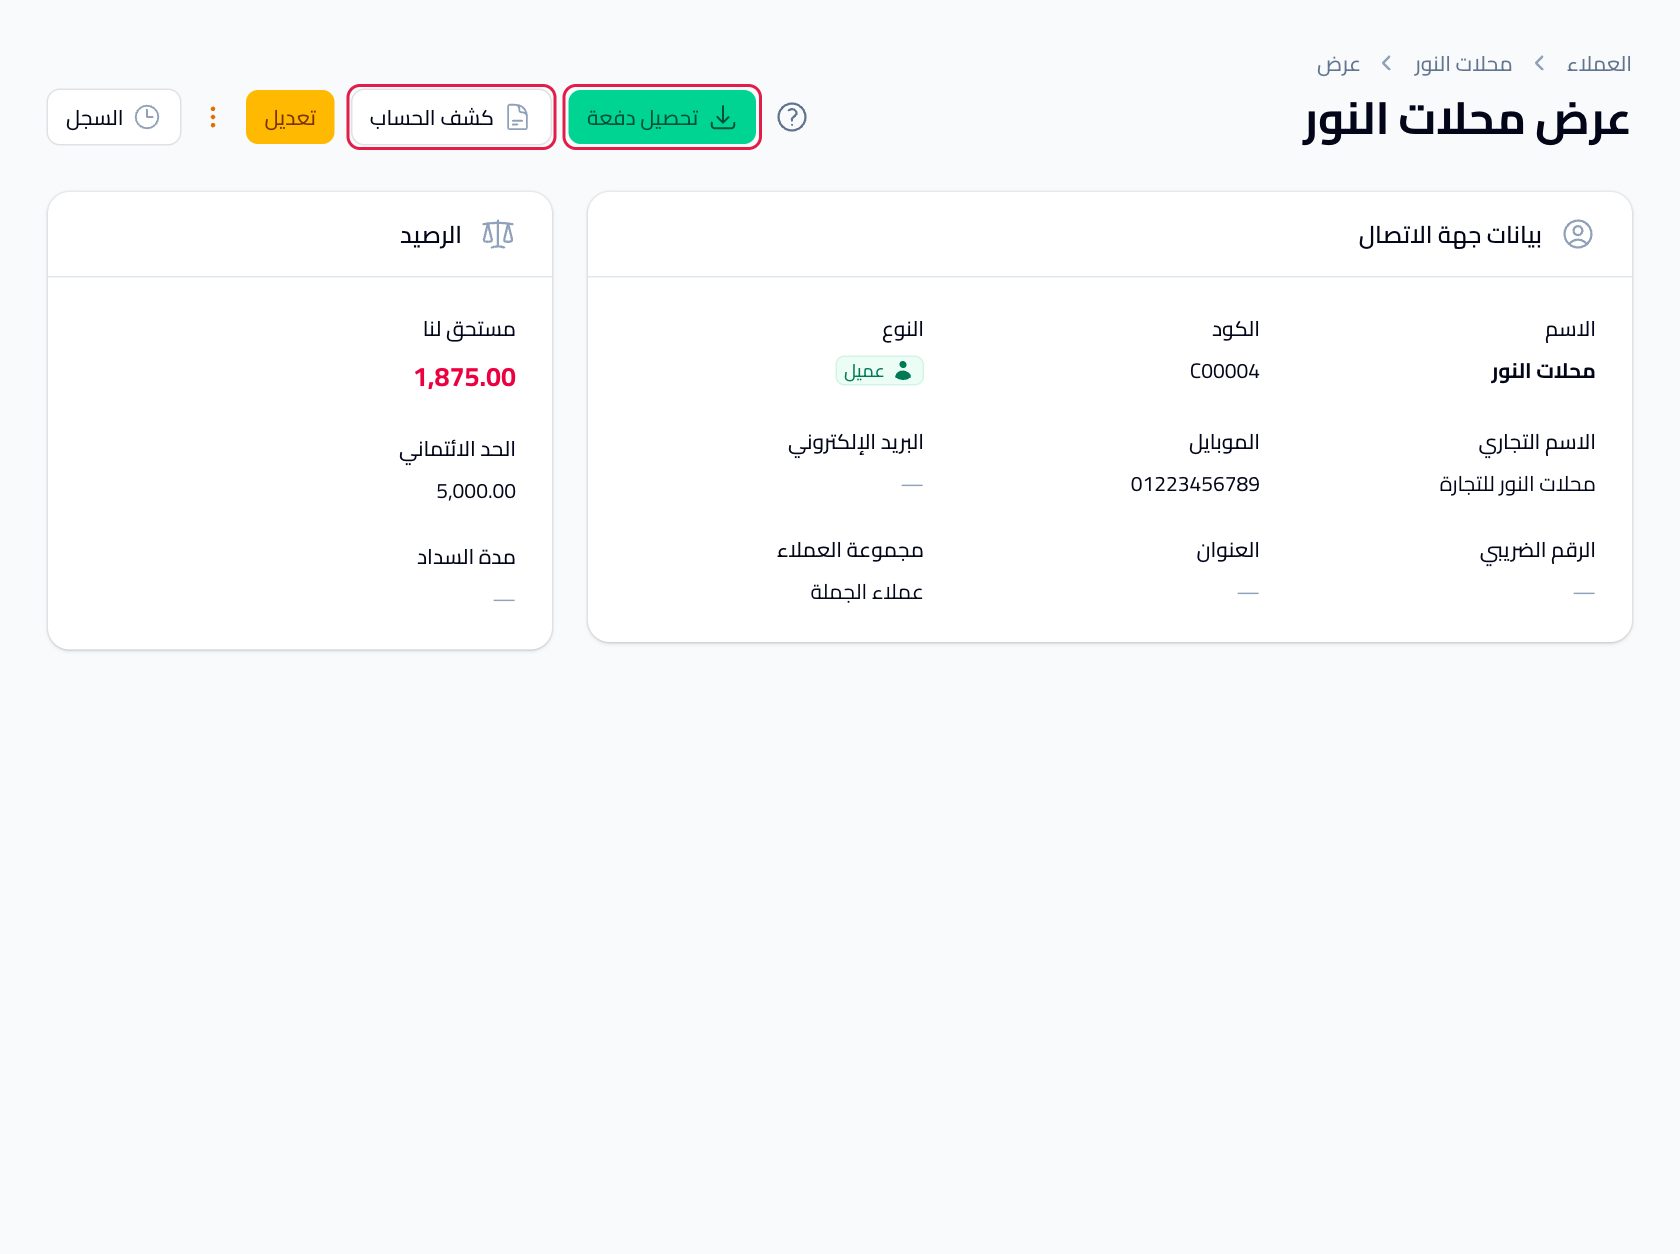 العملاء
محلات النور
عرض
عرض محلات النور
تحصيل دفعة
كشف الحساب
تعديل
السجل
بيانات جهة الاتصال
الاسم
الكود
النوع
محلات النور
C00004
عميل
الاسم التجاري
الموبايل
البريد الإلكتروني
محلات النور للتجارة
01223456789
—
الرقم الضريبي
العنوان
مجموعة العملاء
—
—
عملاء الجملة
الرصيد
مستحق لنا
1,875.00
الحد الائتماني
5,000.00
مدة السداد
—